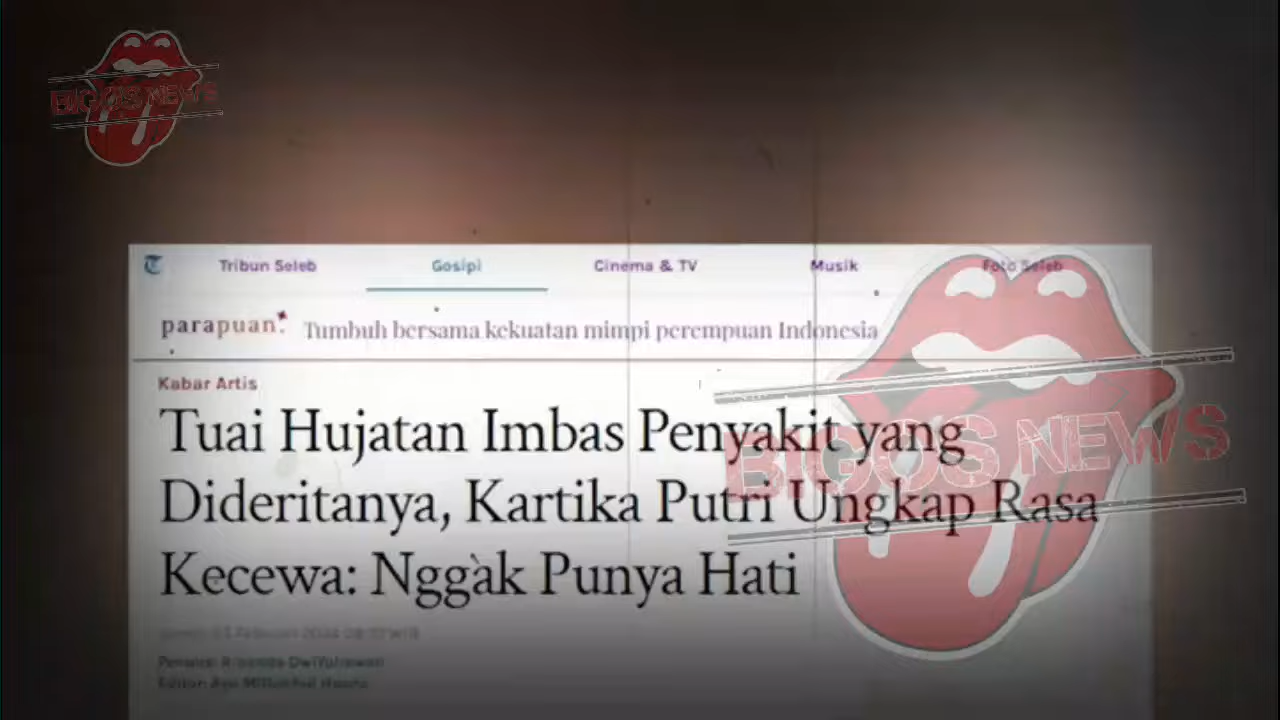 BIGOS NEWS
Tribun Seleb Gosipi Cinema & TV Musik Foto Seleb
parapuan. Tumbuh bersama kekuatan mimpi perempuan Indonesia
Kabar Artis
Tuai Hujatan Imbas Penyakit yang
BIGOS NEWS
Dideritanya, Kartika Putri Ungkap Rasa
Kecewa: Nggak Punya Hati